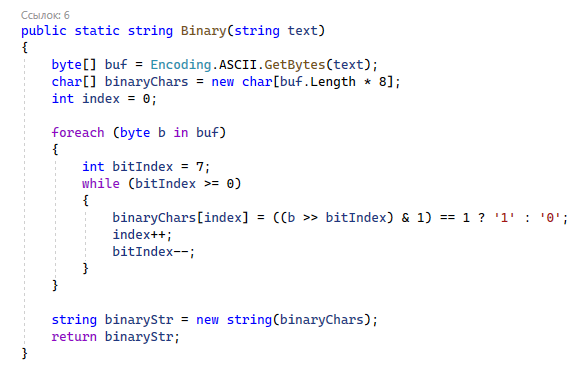 Ссылок: 6
public static string Binary(string text)
{
    byte[] buf = Encoding.ASCII.GetBytes(text);
    char[] binaryChars = new char[buf.Length * 8];
    int index = 0;

    foreach (byte b in buf)
    {
        int bitIndex = 7;
        while (bitIndex >= 0)
        {
            binaryChars[index] = ((b >> bitIndex) & 1) == 1 ? '1' : '0';
            index++;
            bitIndex--;
        }
    }

    string binaryStr = new string(binaryChars);
    return binaryStr;
}